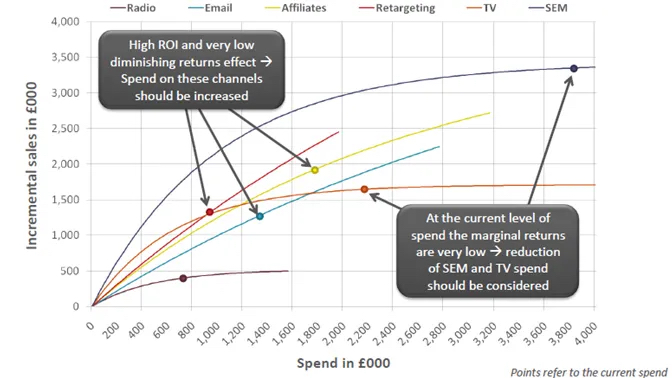 Radio Email Affiliates Retargeting TV SEM
4,000
3,500
3,000
2,500
2,000
1,500
1,000
500
0
Incremental sales in £000
High ROI and very low
diminishing returns effect → 
Spend on these channels
should be increased
At the current level of
spend the marginal returns
are very low → reduction
of SEM and TV spend
should be considered
0 200 400 600 800 1,000 1,200 1,400 1,600 1,800 2,000 2,200 2,400 2,600 2,800 3,000 3,200 3,400 3,600 3,800 4,000
Spend in £000
Points refer to the current spend